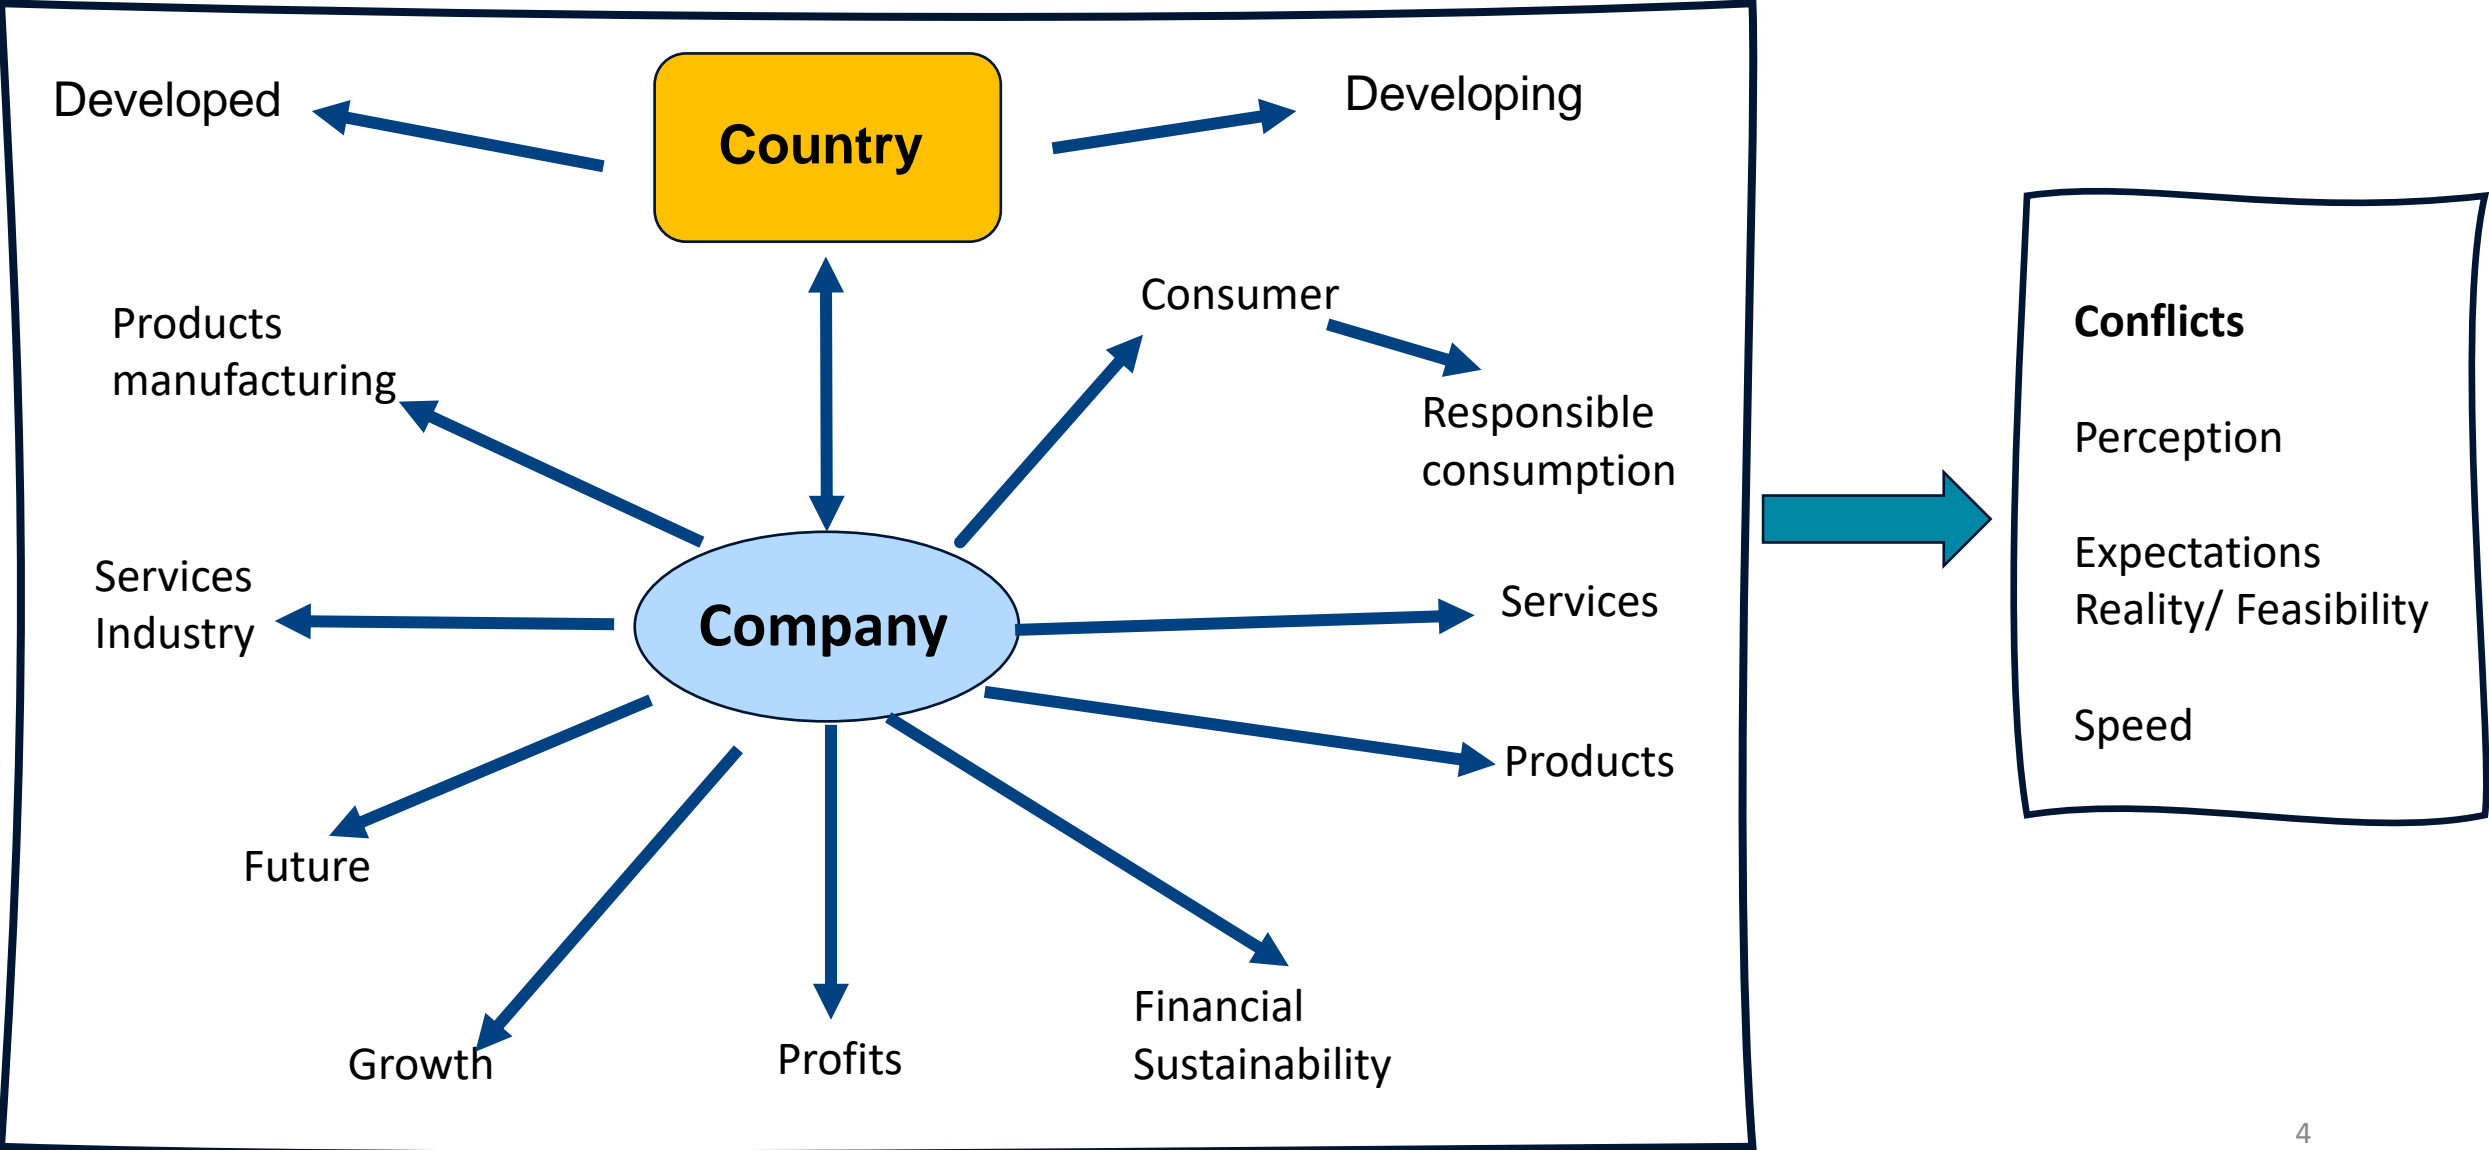 Developed
Country
Developing
Products
manufacturing
Consumer
Responsible
consumption
Services
Industry
Company
Services
Products
Future
Growth
Profits
Financial
Sustainability
Conflicts
Perception
Expectations
Reality/ Feasibility
Speed
4